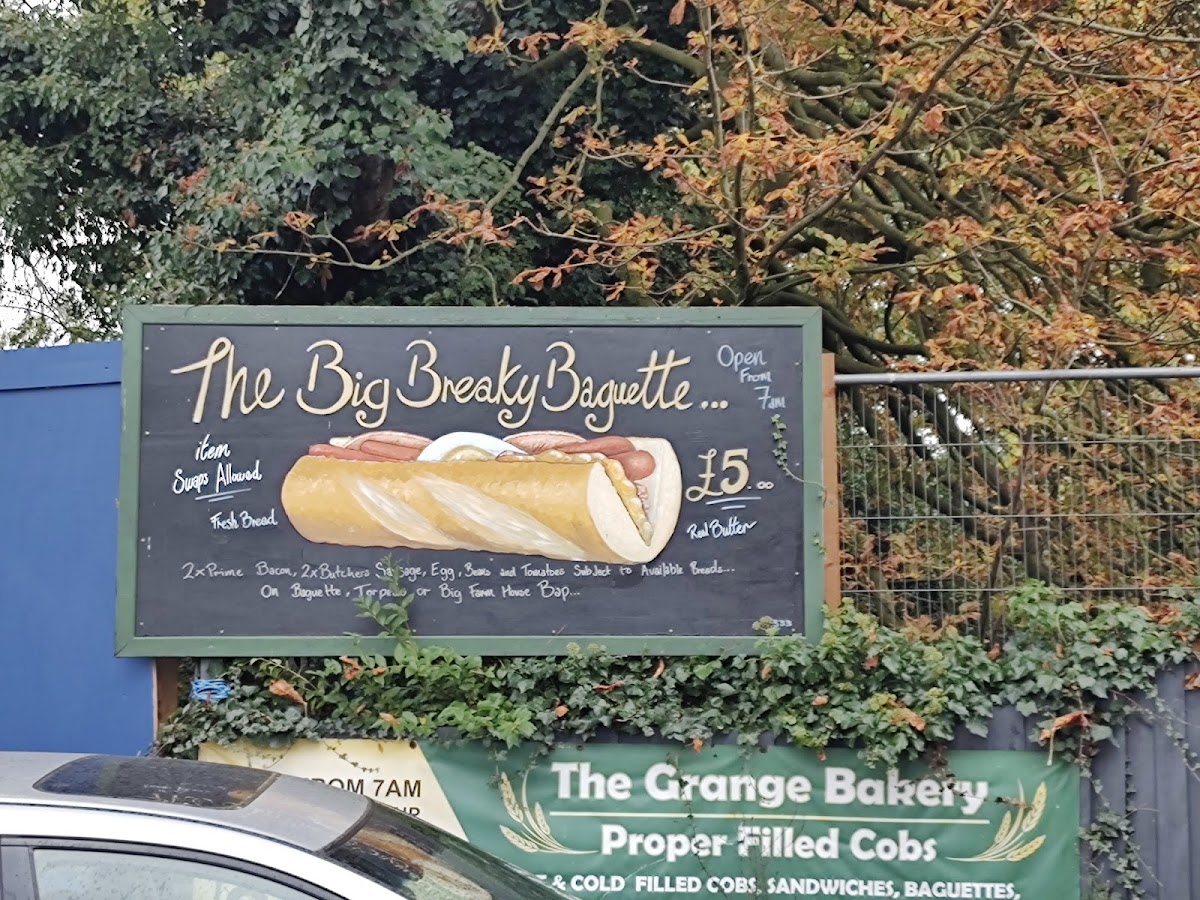 The Big Breaky Baguette...
Open
From
7am
item
Swaps Allowed
Fresh Bread
£5.00
Real Butter
2x Prime Bacon, 2x Butchers Sausage, Egg, Beans and Tomatoes Subject to Available Breads...
On Baguette, Torpedo or Big Farm House Bap...
FROM 7AM
The Grange Bakery
Proper Filled Cobs
& COLD FILLED COBS, SANDWICHES, BAGUETTES,